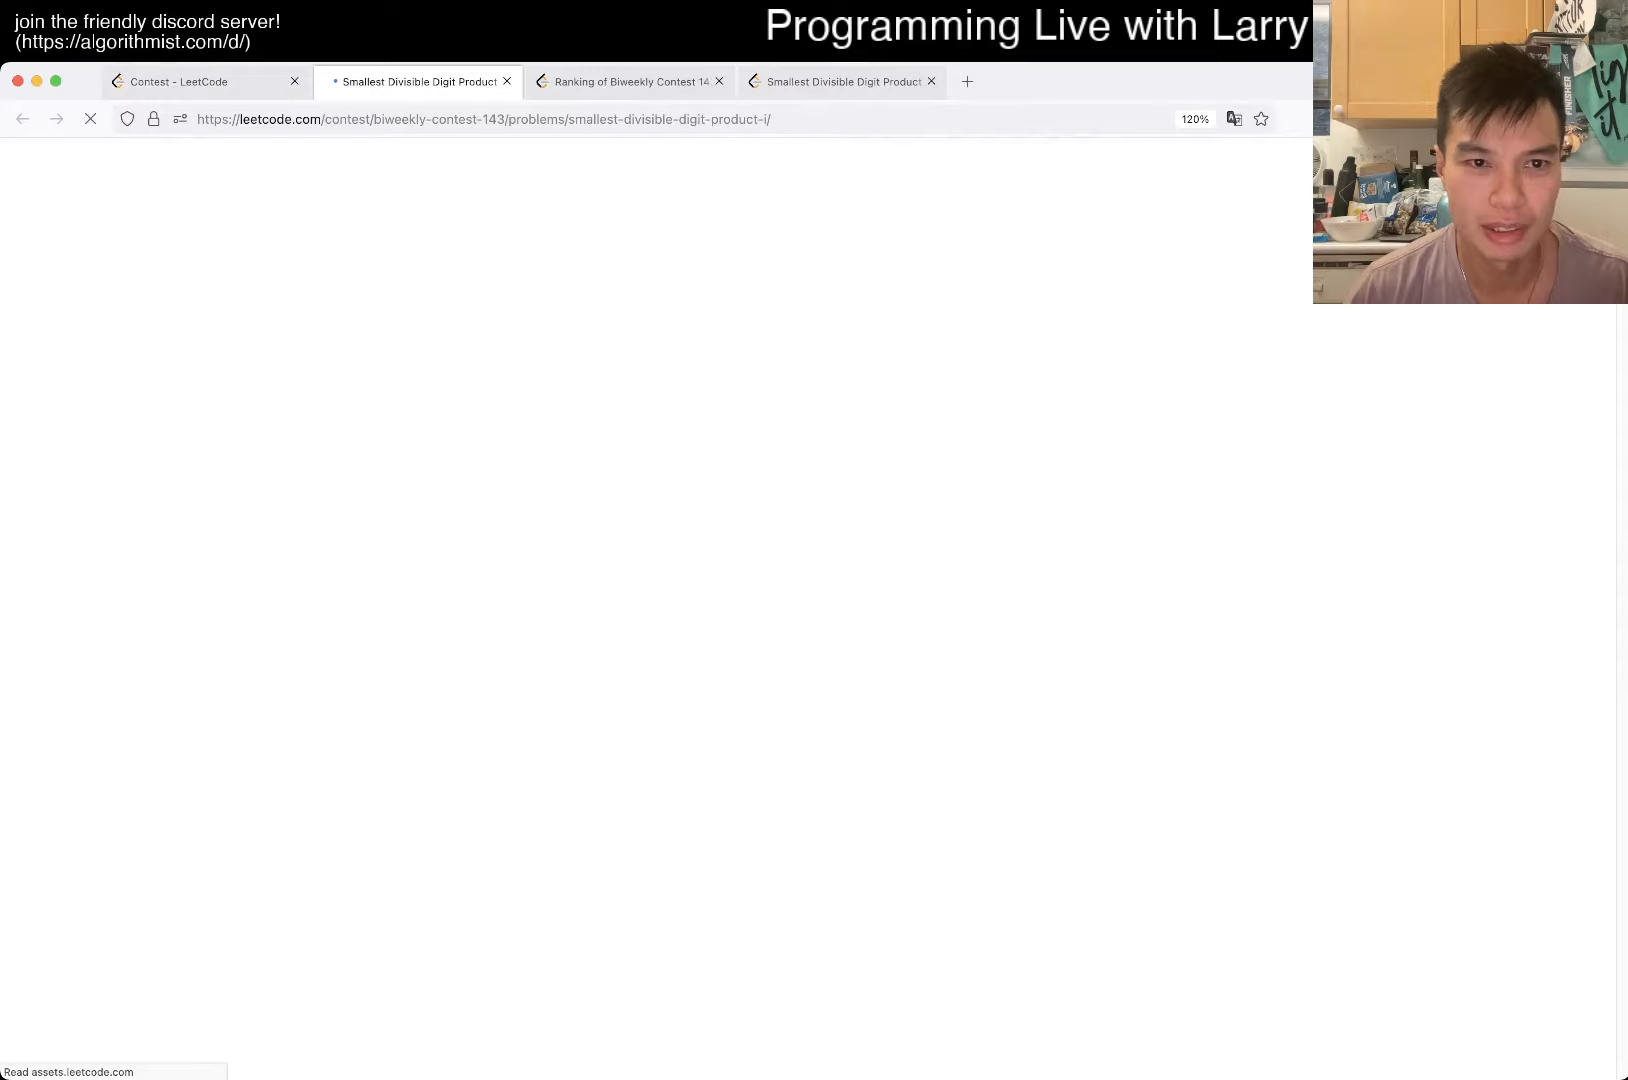 join the friendly discord server!
(https://algorithmist.com/d/)
Programming Live with Larry
Contest - LeetCode
Smallest Divisible Digit Product
Ranking of Biweekly Contest 14
Smallest Divisible Digit Product
https://leetcode.com/contest/biweekly-contest-143/problems/smallest-divisible-digit-product-i/
120%
FINISHER
Read assets.leetcode.com